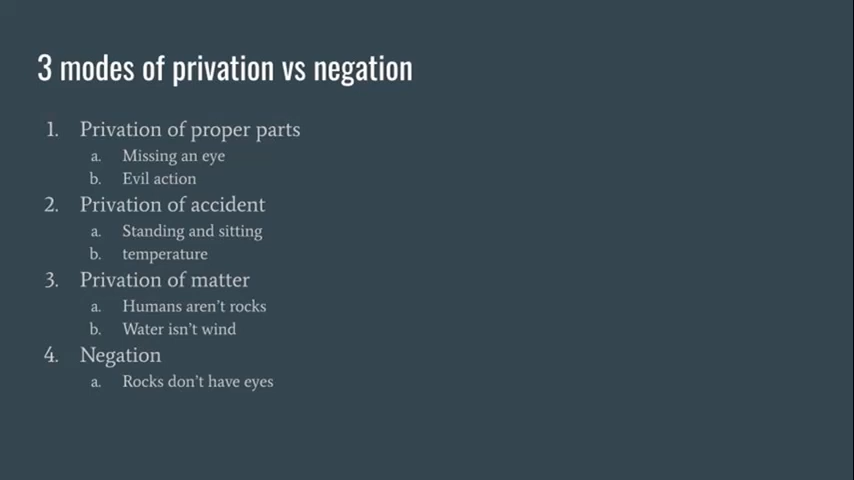 3 modes of privation vs negation
1. Privation of proper parts
a. Missing an eye
b. Evil action
2. Privation of accident
a. Standing and sitting
b. temperature
3. Privation of matter
a. Humans aren't rocks
b. Water isn't wind
4. Negation
a. Rocks don't have eyes